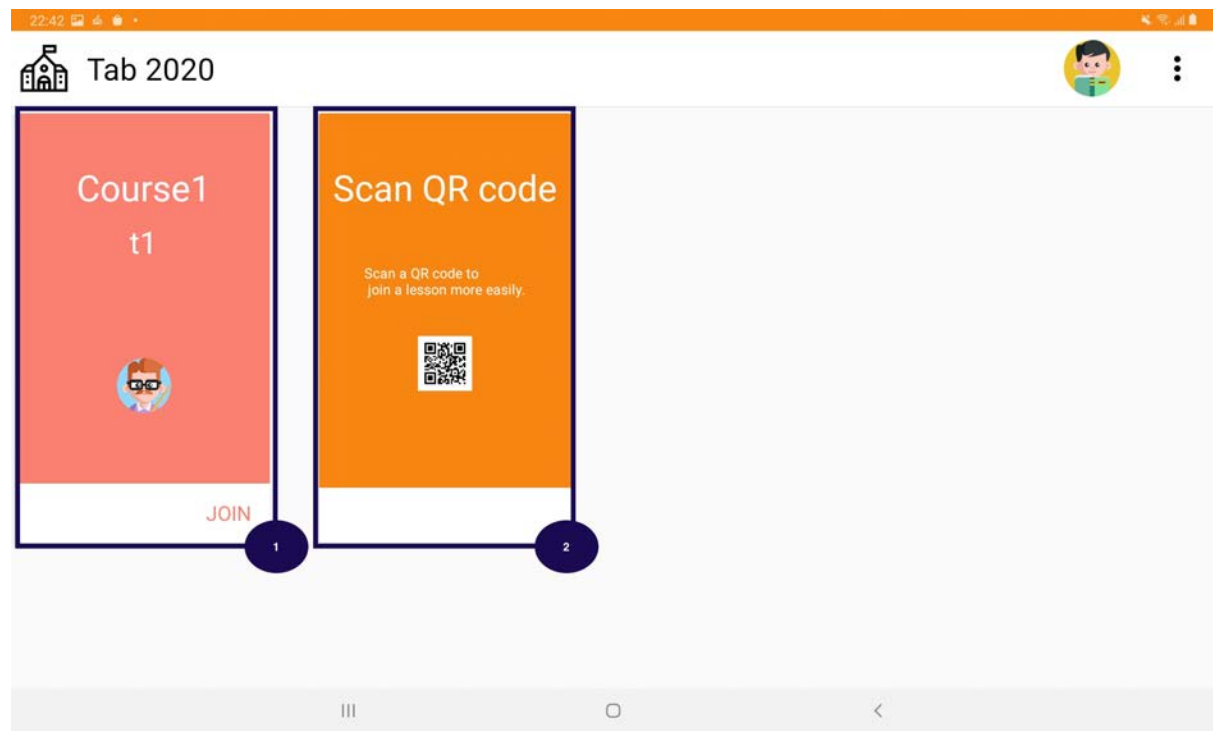 22:42
Tab 2020
Course1
t1
JOIN
1
Scan QR code
Scan a QR code to
join a lesson more easily.
2